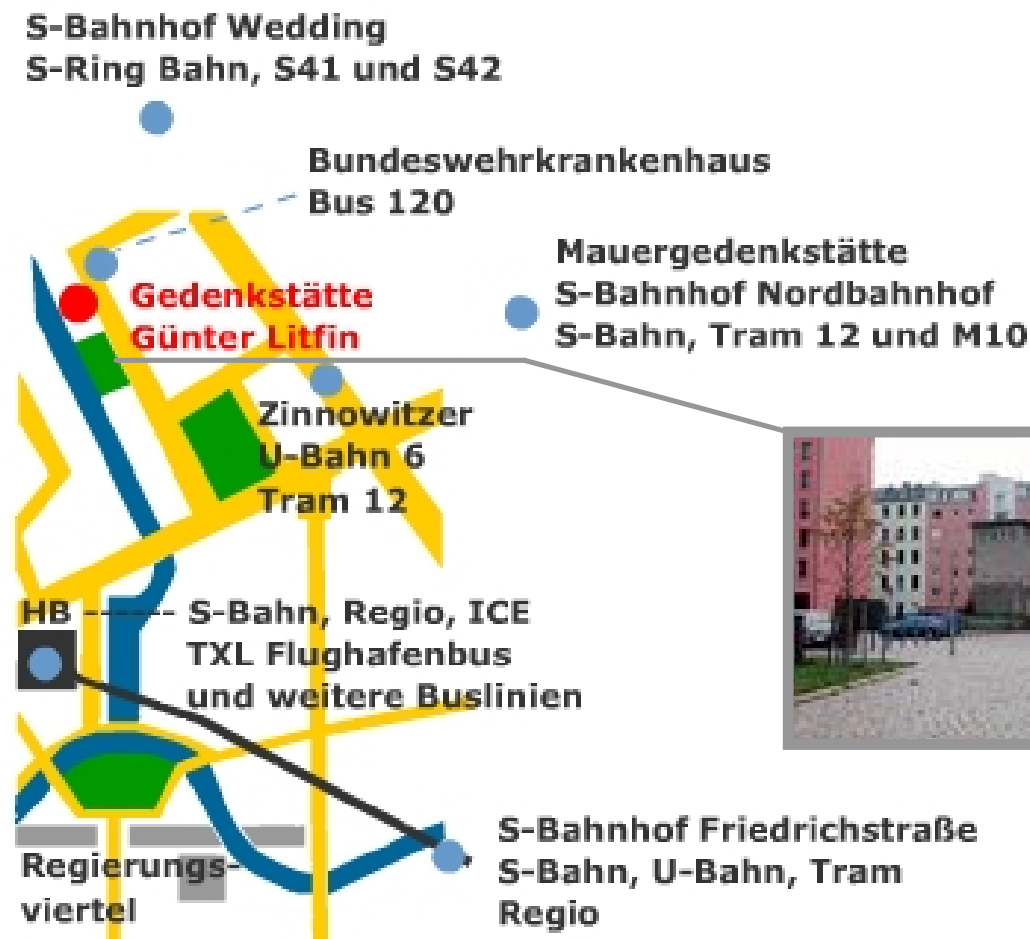 S-Bahnhof Wedding
S-Ring Bahn, S41 und S42
Bundeswehrkrankenhaus
Bus 120
Mauergedenkstätte
S-Bahnhof Nordbahnhof
S-Bahn, Tram 12 und M10
Gedenkstätte
Günter Litfin
Zinnowitzer
U-Bahn 6
Tram 12
HB
S-Bahn, Regio, ICE
TXL Flughafenbus
und weitere Buslinien
S-Bahnhof Friedrichstraße
S-Bahn, U-Bahn, Tram
Regio
Regierungs-
viertel